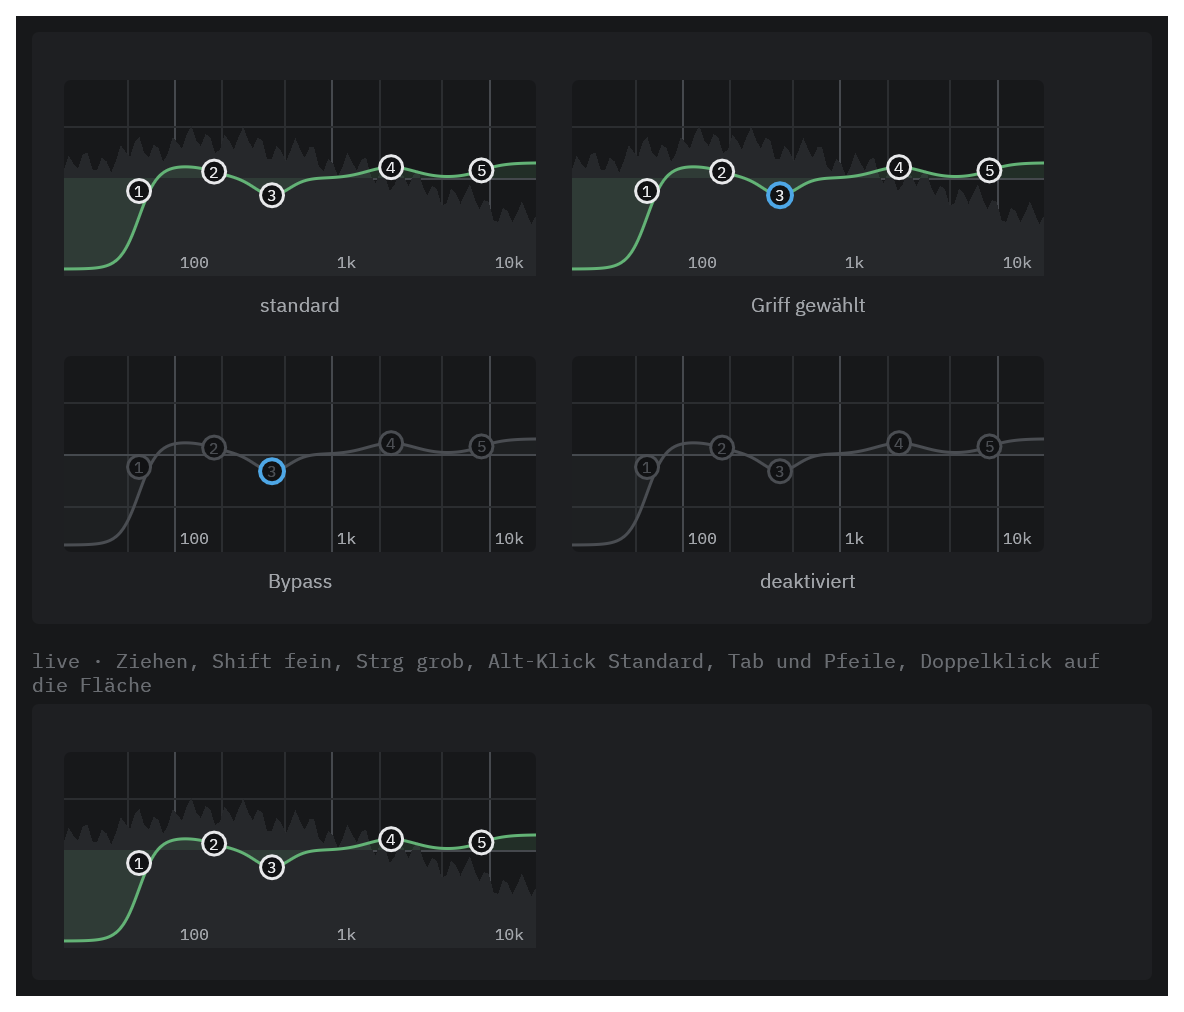 1 2 3 4 5
100 1k 10k
standard
1 2 3 4 5
100 1k 10k
Griff gewählt
1 2 3 4 5
100 1k 10k
Bypass
1 2 3 4 5
100 1k 10k
deaktiviert
live · Ziehen, Shift fein, Strg grob, Alt-Klick Standard, Tab und Pfeile, Doppelklick auf
die Fläche
1 2 3 4 5
100 1k 10k